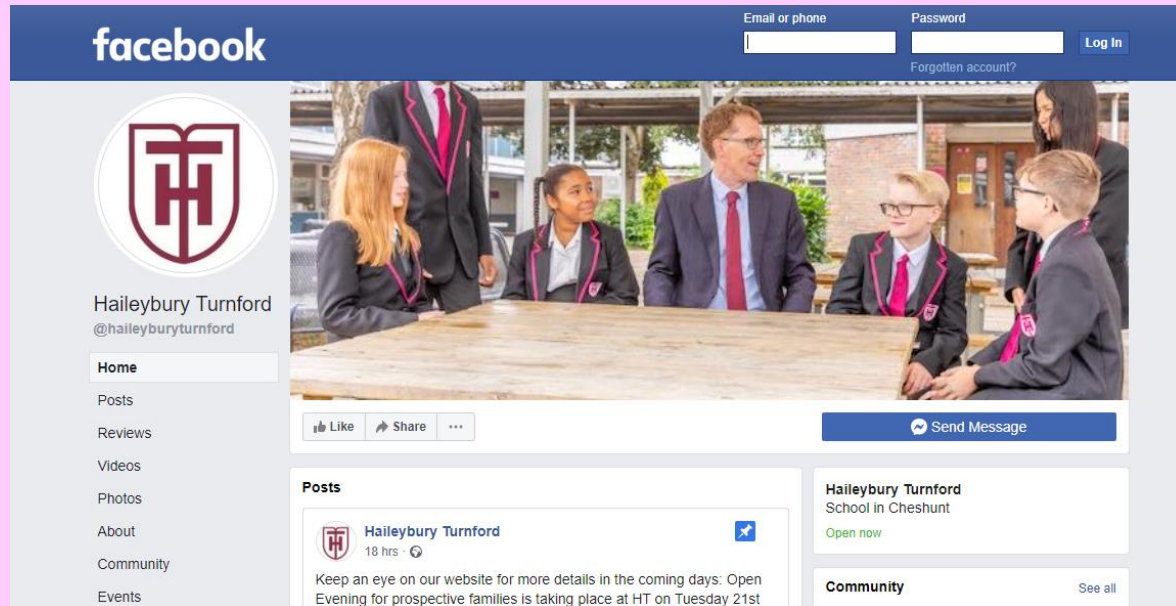 facebook
Email or phone
Password
Log In
Forgotten account?
TH
Haileybury Turnford
@haileyburyturnford
Home
Posts
Reviews
Videos
Photos
About
Community
Events
Like
Share
...
Send Message
Posts
Haileybury Turnford
18 hrs ·
Keep an eye on our website for more details in the coming days: Open
Evening for prospective families is taking place at HT on Tuesday 21st
Haileybury Turnford
School in Cheshunt
Open now
Community
See all